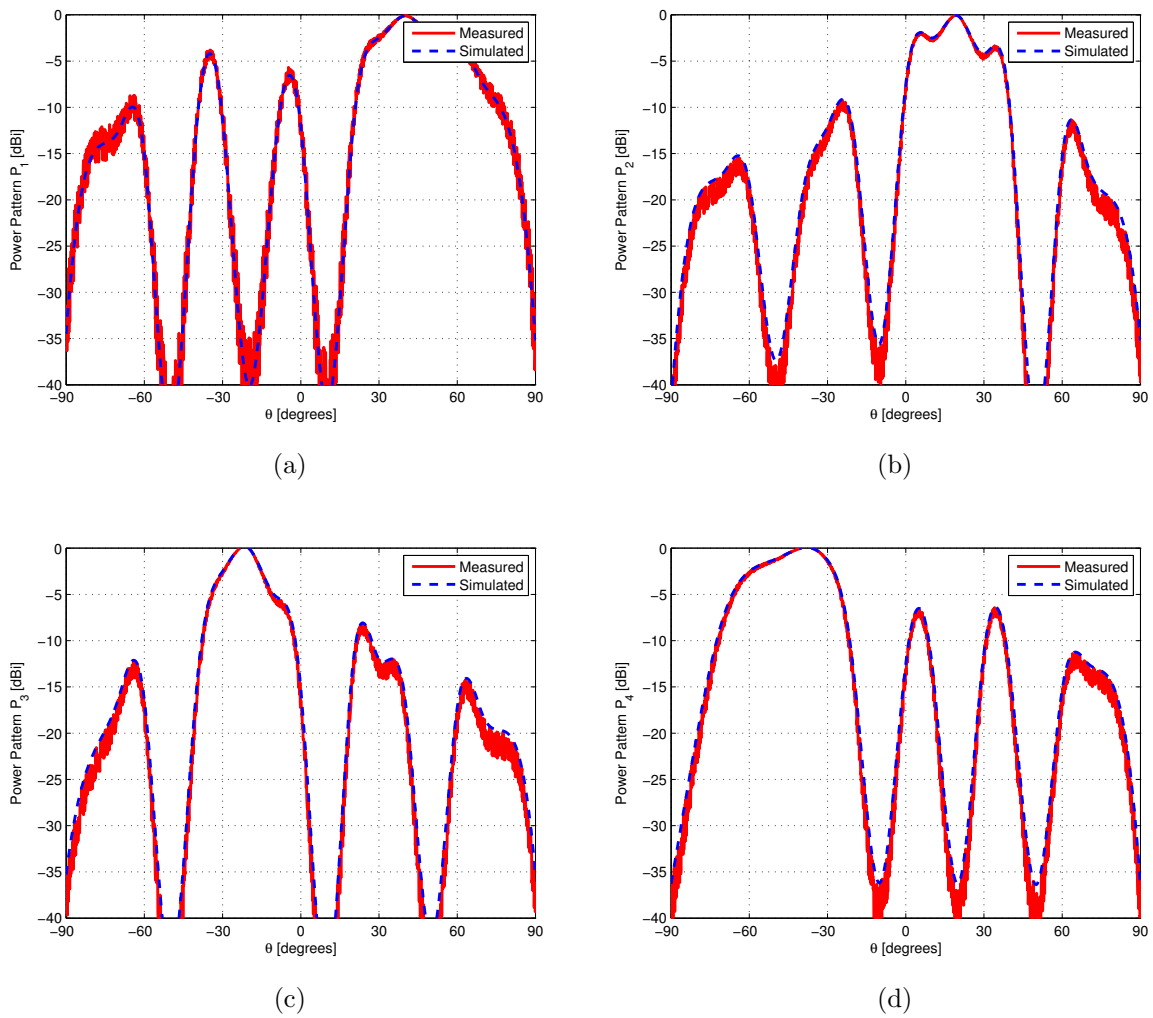 Power Pattern P1 [dBi]
0
−5
−10
−15
−20
−25
−30
−35
−40
Measured
Simulated
−90 −60 −30 0 30 60 90
θ [degrees]
(a)
Power Pattern P2 [dBi]
0
−5
−10
−15
−20
−25
−30
−35
−40
Measured
Simulated
−90 −60 −30 0 30 60 90
θ [degrees]
(b)
Power Pattern P3 [dBi]
0
−5
−10
−15
−20
−25
−30
−35
−40
Measured
Simulated
−90 −60 −30 0 30 60 90
θ [degrees]
(c)
Power Pattern P4 [dBi]
0
−5
−10
−15
−20
−25
−30
−35
−40
Measured
Simulated
−90 −60 −30 0 30 60 90
θ [degrees]
(d)